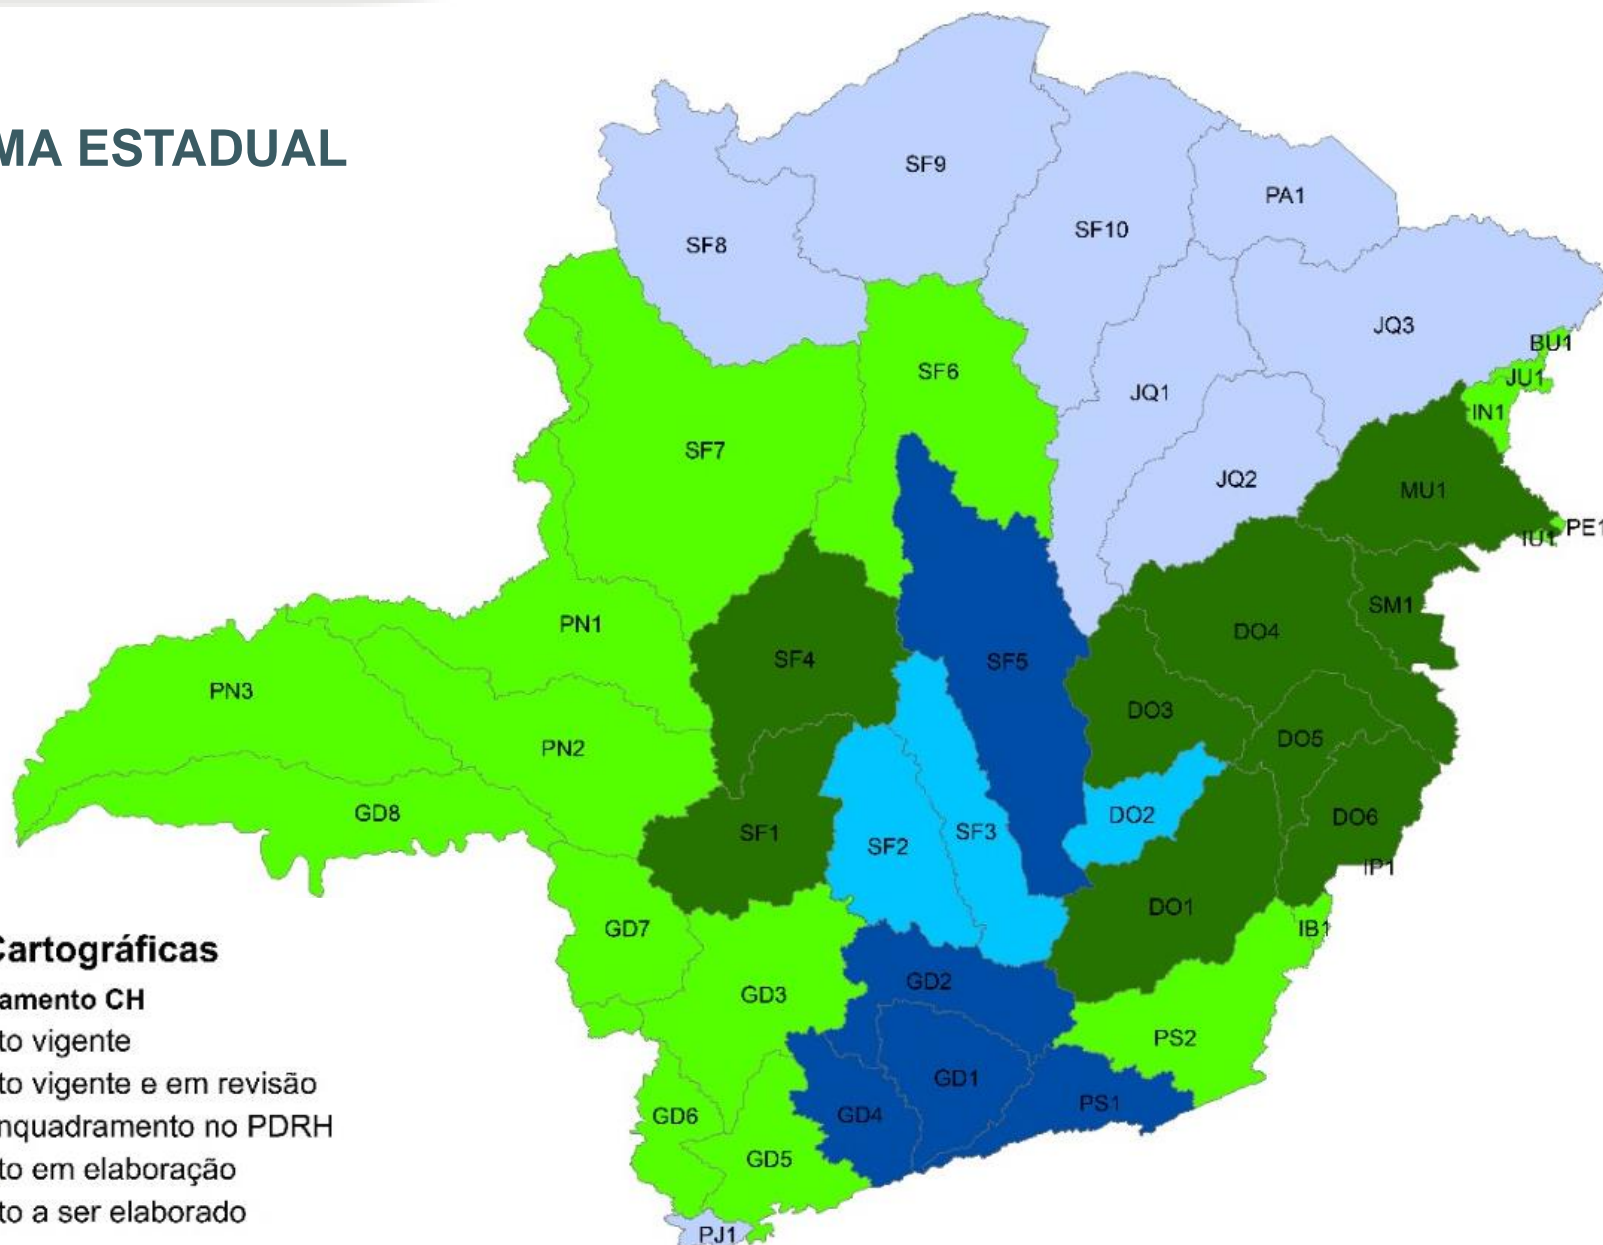 MA ESTADUAL
SF9
PA1
SF10
SF8
JQ3
BU1
SF6
JU1
JQ1
IN1
SF7
JQ2
MU1
PE1
IU1
SM1
PN1
DO4
SF4
SF5
PN3
DO3
PN2
DO5
GD8
DO2
DO6
SF1
SF3
SF2
IP1
DO1
GD7
IB1
Cartográficas
GD2
GD3
amento CH
to vigente
PS2
to vigente e em revisão
GD1
PS1
GD6
GD4
nquadramento no PDRH
GD5
to em elaboração
to a ser elaborado
PJ1